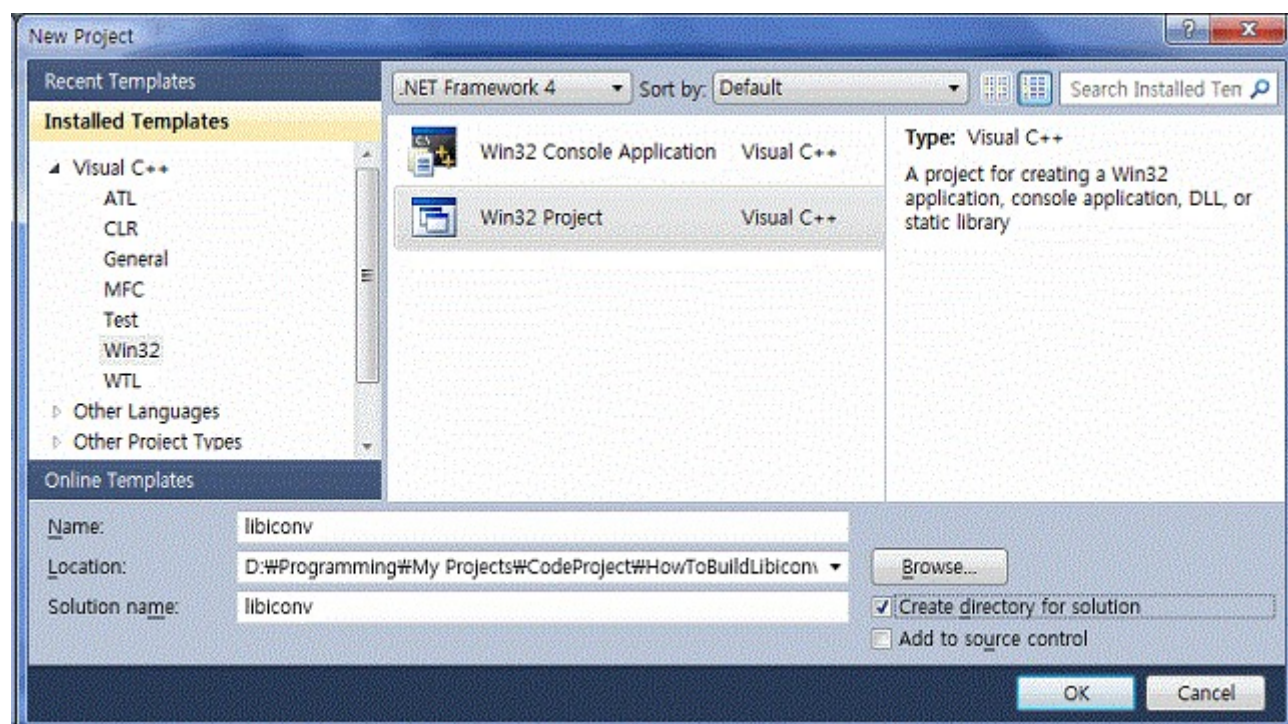 New Project
Recent Templates
.NET Framework 4
Sort by: Default
Search Installed Tem
Installed Templates
Visual C++
ATL
CLR
General
MFC
Test
Win32
WTL
Other Languages
Other Project Types
Online Templates
Win32 Console Application Visual C++
Win32 Project Visual C++
Type: Visual C++
A project for creating a Win32
application, console application, DLL, or
static library
Name: libiconv
Location: D:₩Programming₩My Projects₩CodeProject₩HowToBuildLibiconv
Browse...
Solution name: libiconv
Create directory for solution
Add to source control
OK Cancel